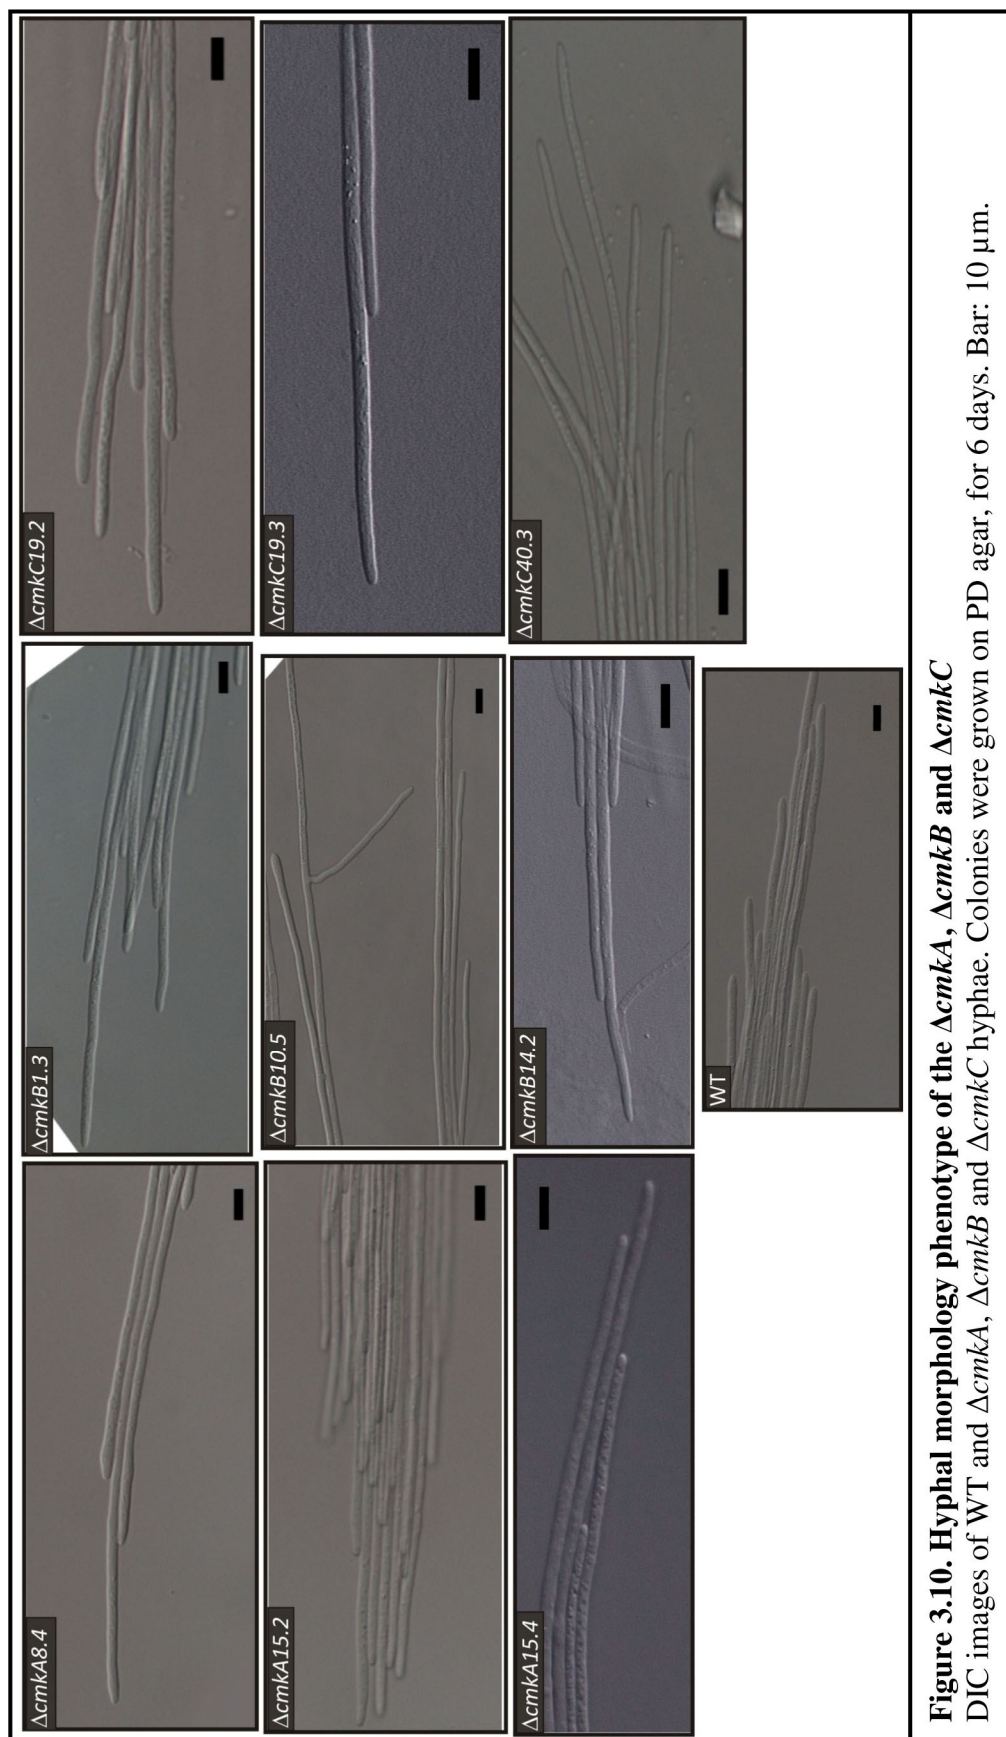 ΔcmkA8.4
ΔcmkB1.3
ΔcmkC19.2
ΔcmkA15.2
ΔcmkB10.5
ΔcmkC19.3
ΔcmkA15.4
ΔcmkB14.2
ΔcmkC40.3
WT
Figure 3.10. Hyphal morphology phenotype of the ΔcmkA, ΔcmkB and ΔcmkC
DIC images of WT and ΔcmkA, ΔcmkB and ΔcmkC hyphae. Colonies were grown on PD agar, for 6 days. Bar: 10 µm.